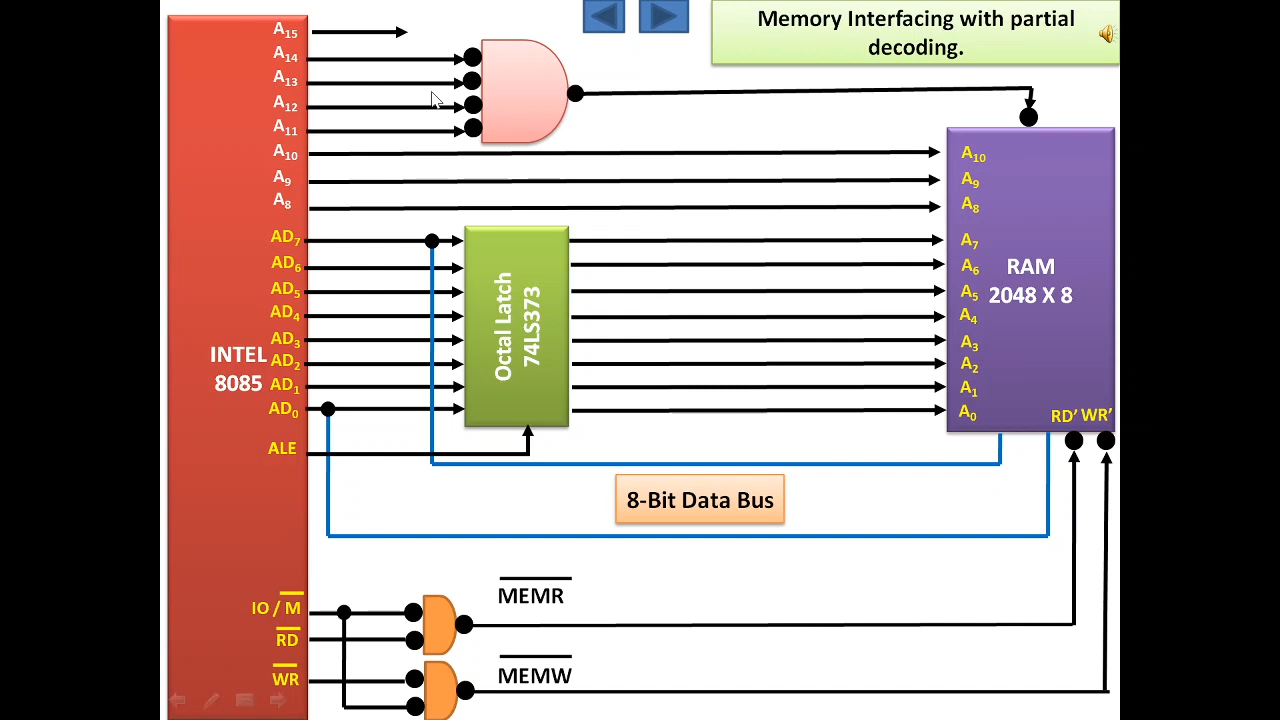 Memory Interfacing with partial
decoding.
A15
A14
A13
A12
A11
A10
A9
A8
AD7
AD6
AD5
AD4
AD3
AD2
AD1
AD0
ALE
INTEL
8085
IO / M
RD
WR
Octal Latch
74LS373
A10
A9
A8
A7
A6
A5
A4
A3
A2
A1
A0
RAM
2048 X 8
RD’ WR’
8-Bit Data Bus
MEMR
MEMW